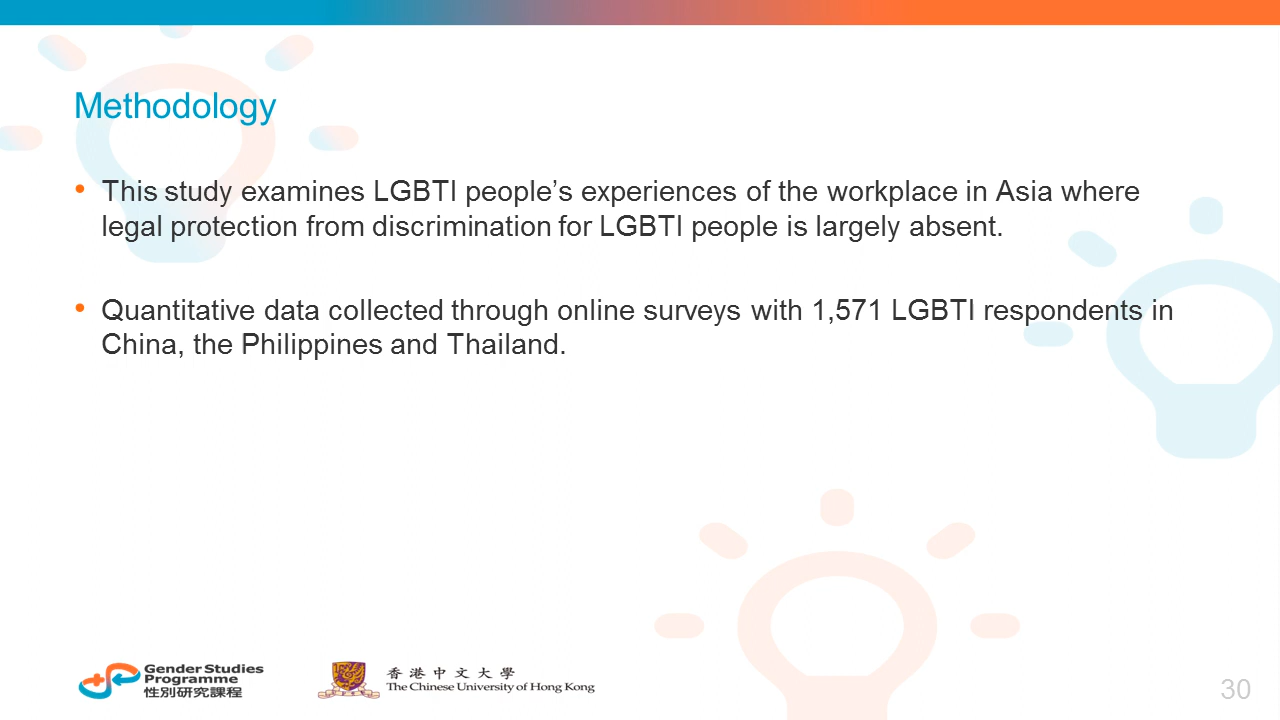 Methodology
• This study examines LGBTI people’s experiences of the workplace in Asia where
legal protection from discrimination for LGBTI people is largely absent.
• Quantitative data collected through online surveys with 1,571 LGBTI respondents in
China, the Philippines and Thailand.
Gender Studies
Programme
性別研究課程
香港中文大學
The Chinese University of Hong Kong
30